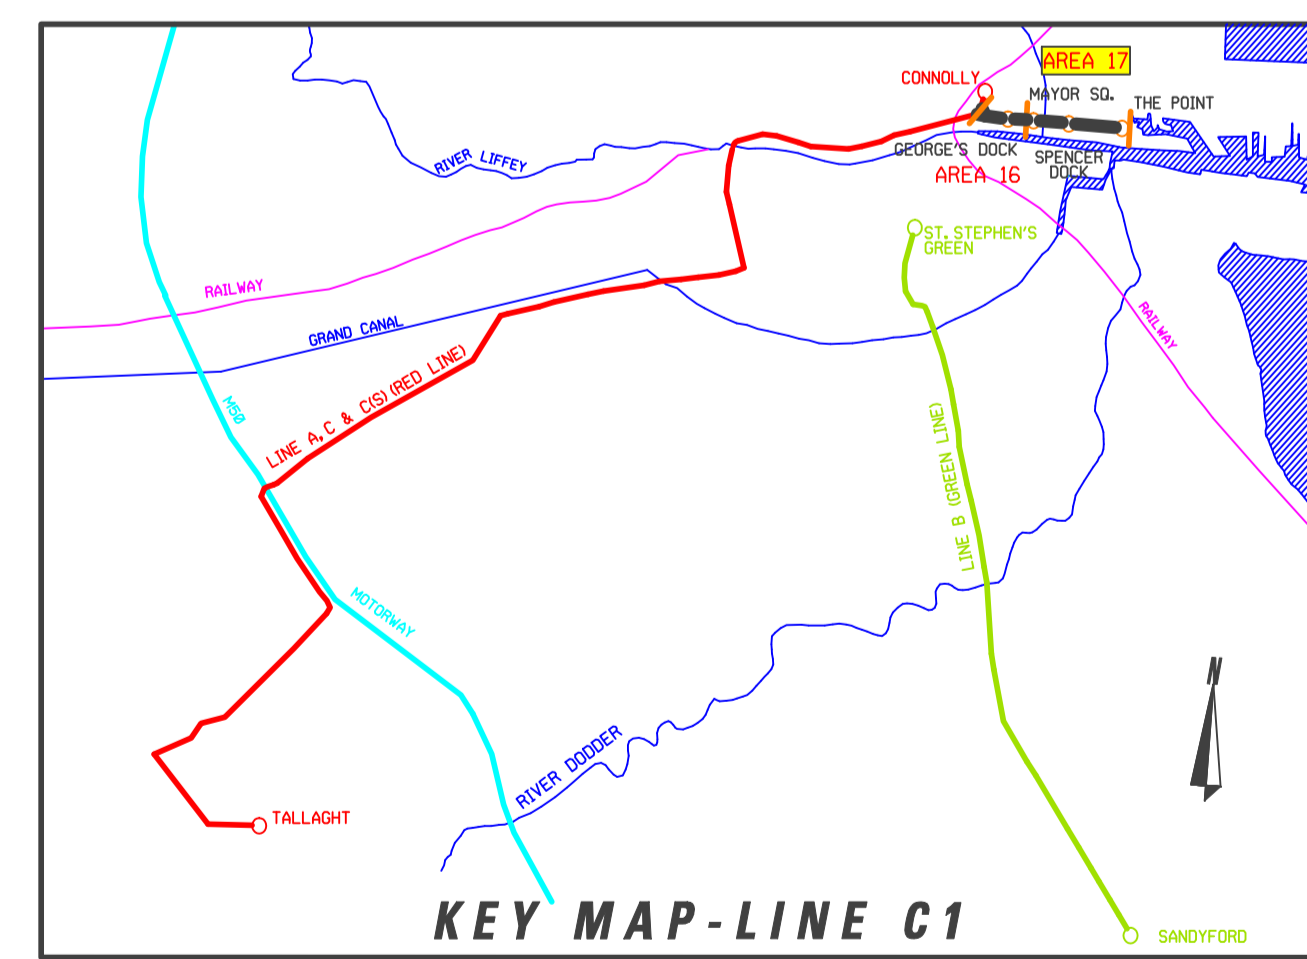 AREA 17
CONNOLLY
MAYOR SQ.
THE POINT
GEORGE'S DOCK
SPENCER
DOCK
AREA 16
RIVER LIFFEY
ST. STEPHEN'S
GREEN
RAILWAY
GRAND CANAL
RAILWAY
LINE A,C & C(S)(RED LINE)
M50
LINE B (GREEN LINE)
MOTORWAY
N
RIVER DODDER
TALLAGHT
KEY MAP-LINE C1
SANDYFORD